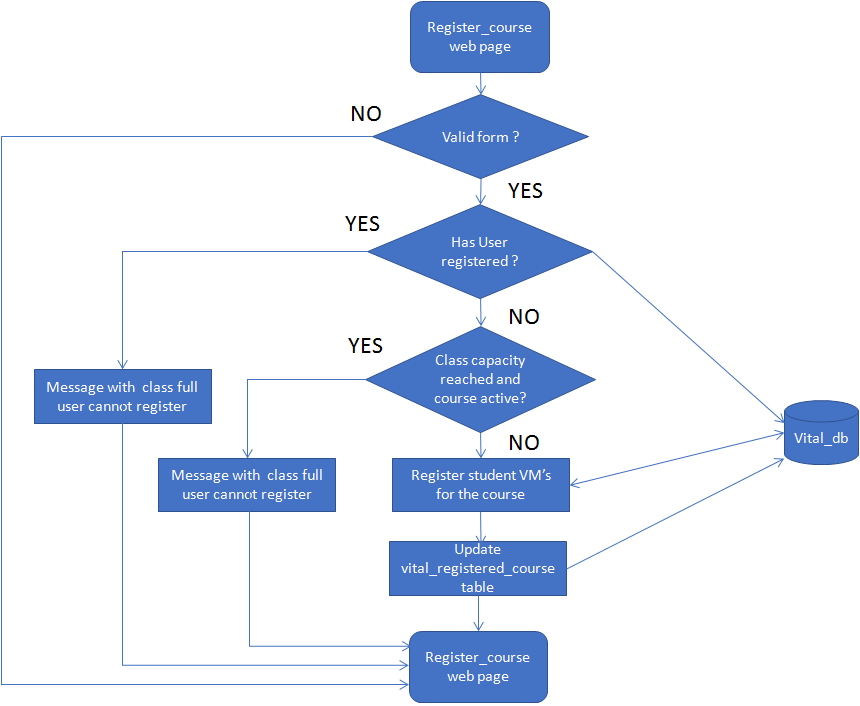 Register_course
web page
NO
Valid form ?
YES
YES
Has User
registered ?
NO
YES
Class capacity
reached and
course active?
Message with class full
user cannot register
Vital_db
NO
Message with class full
user cannot register
Register student VM's
for the course
Update
vital_registered_course
table
Register_course
web page